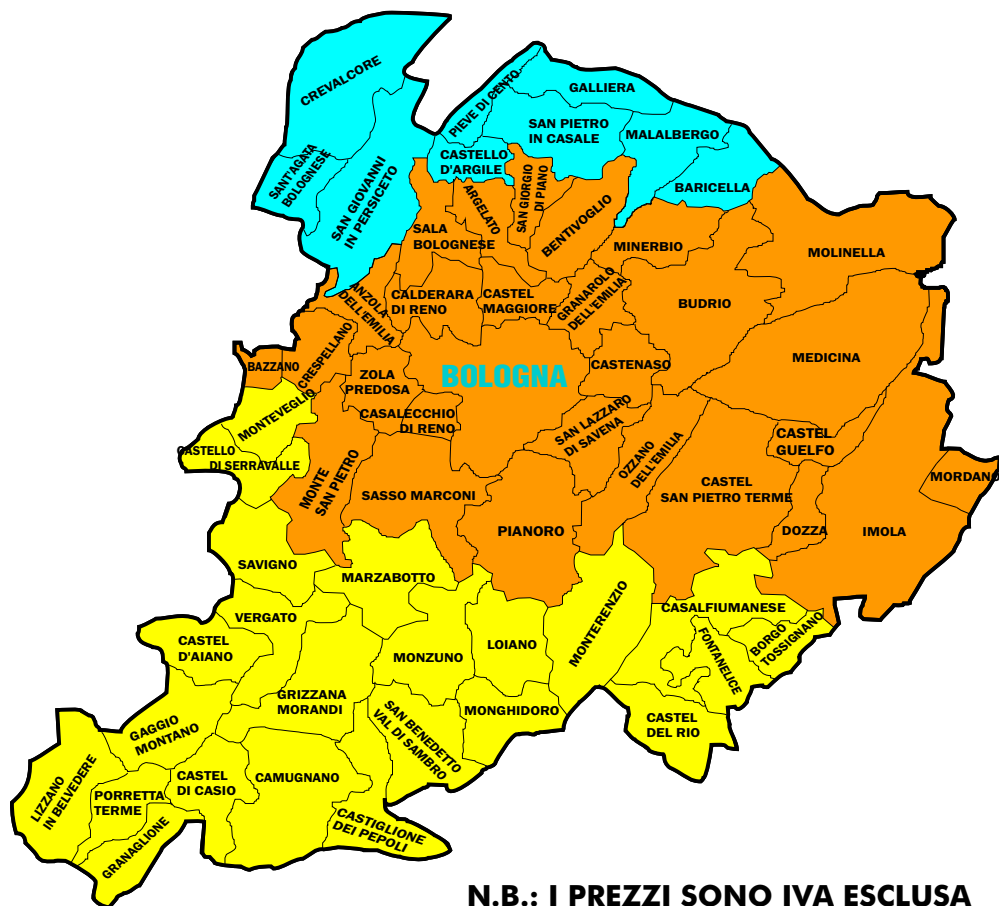 CREVALCORE
PIEVE DI CENTO
GALLIERA
SAN PIETRO
IN CASALE
MALALBERGO
SANT'AGATA
BOLOGNESE
SAN GIOVANNI
IN PERSICETO
CASTELLO
D'ARGILE
BARICELLA
ARGELATO
SAN GIORGIO
DI PIANO
BENTIVOGLIO
SALA
BOLOGNESE
MINERBIO
MOLINELLA
ANZOLA
DELL'EMILIA
CALDERARA
DI RENO
CASTEL
MAGGIORE
GRANAROLO
DELL'EMILIA
BUDRIO
CRESPELLANO
BAZZANO
ZOLA
PREDOSA
BOLOGNA
CASTENASO
MEDICINA
MONTEVEGLIO
CASALECCHIO
DI RENO
SAN LAZZARO
DI SAVENA
CASTEL
GUELFO
CASTELLO
DI SERRAVALLE
MONTE
SAN PIETRO
OZZANO
DELL'EMILIA
MORDANO
SASSO MARCONI
CASTEL
SAN PIETRO TERME
PIANORO
DOZZA
IMOLA
SAVIGNO
MARZABOTTO
MONTERENZIO
CASALFIUMANESE
VERGATO
BORGO
TOSSIGNANO
CASTEL
D'AIANO
MONZUNO
LOIANO
FONTANELICE
GRIZZANA
MORANDI
SAN BENEDETTO
VAL DI SAMBRO
MONGHIDORO
CASTEL
DEL RIO
GAGGIO
MONTANO
LIZZANO
IN BELVEDERE
CASTEL
DI CASIO
CAMUGNANO
PORRETTA
TERME
GRANAGLIONE
CASTIGLIONE
DEI PEPOLI
N.B.: I PREZZI SONO IVA ESCLUSA